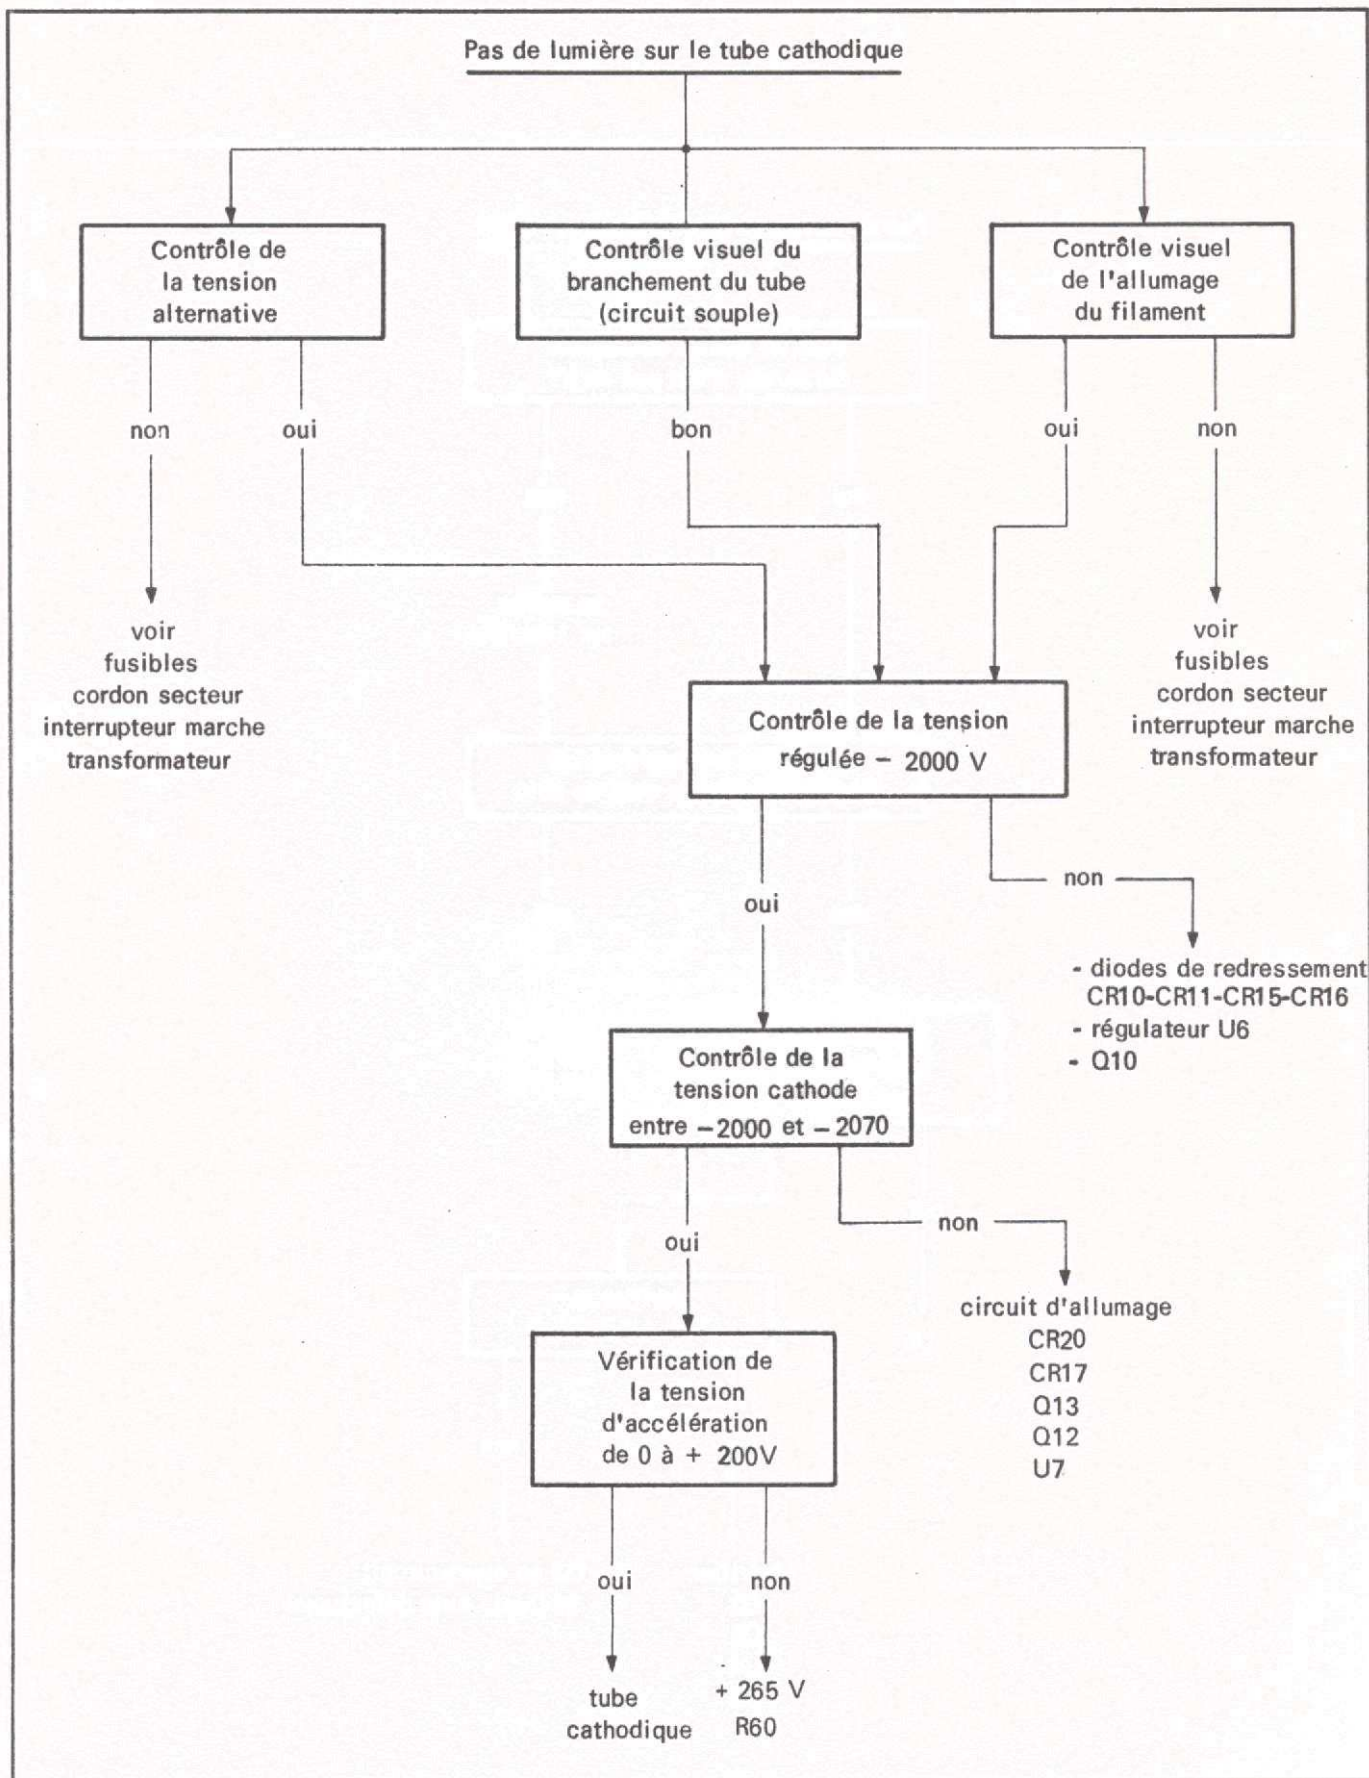 Pas de lumière sur le tube cathodique
Contrôle de
la tension
alternative
Contrôle visuel du
branchement du tube
(circuit souple)
Contrôle visuel
de l'allumage
du filament
non
oui
bon
oui
non
voir
fusibles
cordon secteur
interrupteur marche
transformateur
voir
fusibles
cordon secteur
interrupteur marche
transformateur
Contrôle de la tension
régulée – 2000 V
oui
non
- diodes de redressement
CR10-CR11-CR15-CR16
- régulateur U6
- Q10
Contrôle de la
tension cathode
entre –2000 et – 2070
oui
non
circuit d'allumage
CR20
CR17
Q13
Q12
U7
Vérification de
la tension
d'accélération
de 0 à + 200V
oui
non
tube
cathodique
+ 265 V
R60